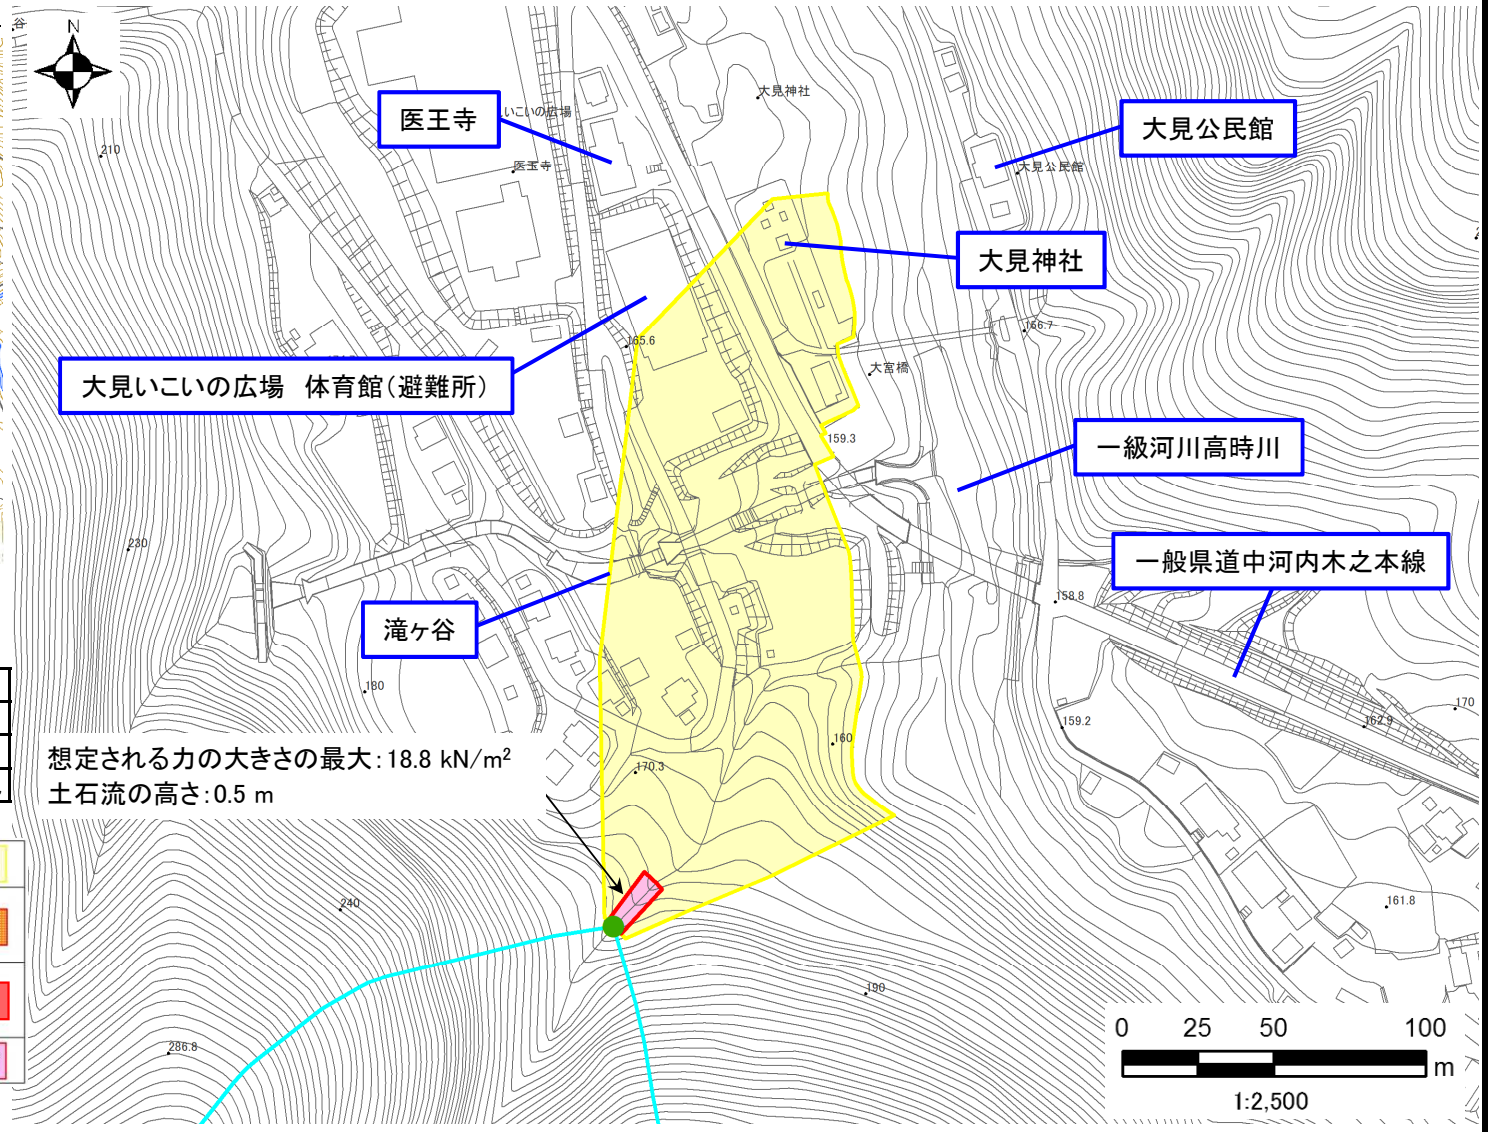 谷
N
210
医王寺
いこいの広場
医王寺
大見神社
大見公民館
大見公民館
大見神社
156.7
165.6
大見いこいの広場 体育館(避難所)
大宮橋
159.3
一級河川高時川
230
一般県道中河内木之本線
158.8
滝ヶ谷
180
159.2
170
162.9
160
想定される力の大きさの最大:18.8 kN/m²
土石流の高さ:0.5 m
170.3
240
161.8
190
286.8
0 25 50 100
m
1:2,500